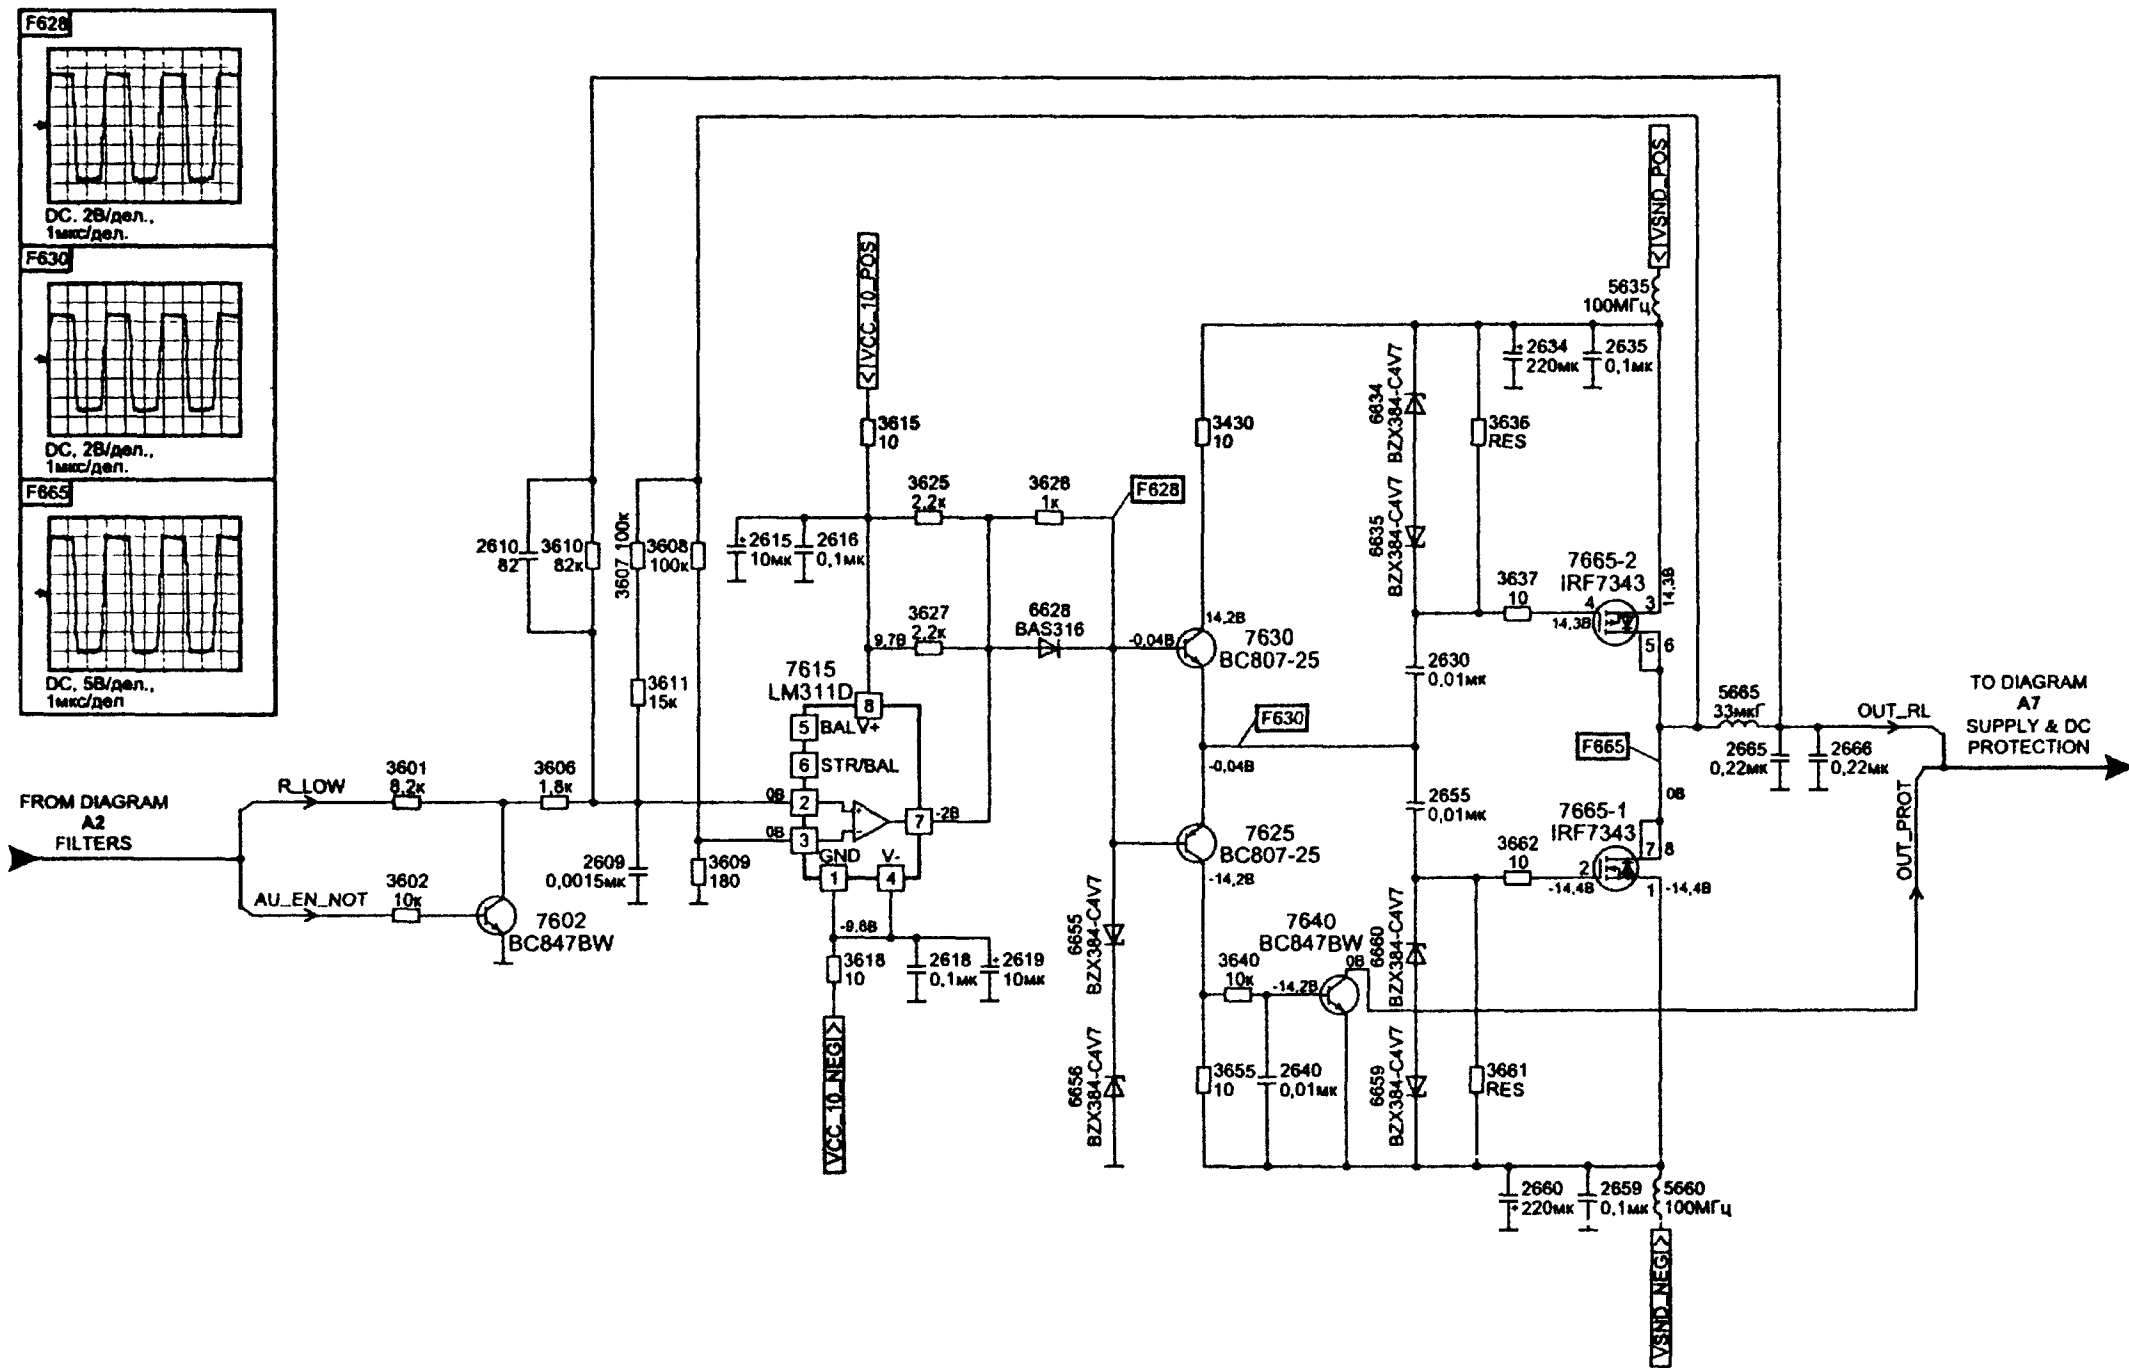 F628
DC. 2В/дел.,
1мкс/дел.
F630
DC, 2В/дел.,
1мкс/дел.
F665
DC, 5В/дел.,
1мкс/дел
<|VCC_10_POS
<|VSND_POS
5635
100МГц
2634
220мк
2635
0,1мк
6634
BZX384-C4V7
3636
RES
3615
10
3430
10
3625
2,2к
3628
1к
F628
6635
BZX384-C4V7
2610
82
3610
82к
3607 100к
3608
100к
2615
10мк
2616
0,1мк
7665-2
IRF7343
3637
10
4
14,3В
3
14,3В
5
6
3627
2,2к
6628
BAS316
9,7В
-0,04В
14,2В
7630
BC807-25
2630
0,01мк
3611
15к
7615
LM311D
8
5
BAL
V+
6
STR/BAL
2
3
0В
0В
7
-2В
GND
V-
1
4
F630
-0,04В
F665
5665
33мкГ
OUT_RL
2665
0,22мк
2666
0,22мк
TO DIAGRAM
A7
SUPPLY & DC
PROTECTION
FROM DIAGRAM
A2
FILTERS
R_LOW
3601
8,2к
3606
1,8к
AU_EN_NOT
3602
10к
7602
BC847BW
2609
0,0015мк
3609
180
7625
BC807-25
-14,2В
2655
0,01мк
0В
7665-1
IRF7343
3662
10
2
-14,4В
7
8
1
-14,4В
OUT_PROT
-9,8В
3618
10
2618
0,1мк
2619
10мк
VCC_10_NEG|>
6655
BZX384-C4V7
7640
BC847BW
0В
3640
10к
-14,2В
6660
BZX384-C4V7
6656
BZX384-C4V7
3655
10
2640
0,01мк
6659
BZX384-C4V7
3661
RES
2660
220мк
2659
0,1мк
5660
100МГц
VSND_NEG|>